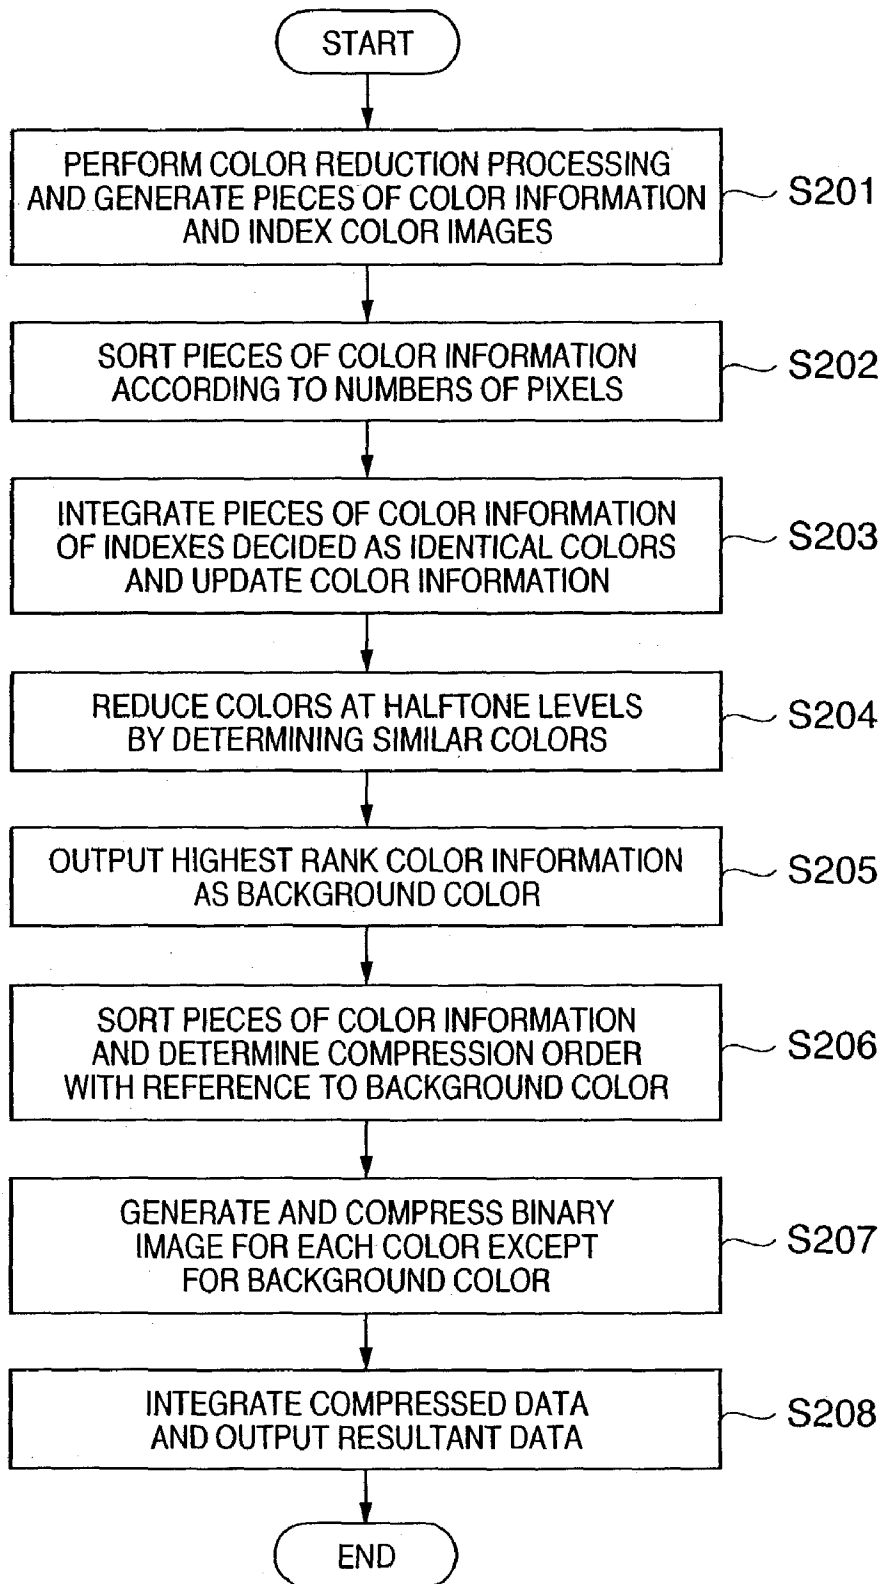 START
PERFORM COLOR REDUCTION PROCESSING
AND GENERATE PIECES OF COLOR INFORMATION
AND INDEX COLOR IMAGES
S201
SORT PIECES OF COLOR INFORMATION
ACCORDING TO NUMBERS OF PIXELS
S202
INTEGRATE PIECES OF COLOR INFORMATION
OF INDEXES DECIDED AS IDENTICAL COLORS
AND UPDATE COLOR INFORMATION
S203
REDUCE COLORS AT HALFTONE LEVELS
BY DETERMINING SIMILAR COLORS
S204
OUTPUT HIGHEST RANK COLOR INFORMATION
AS BACKGROUND COLOR
S205
SORT PIECES OF COLOR INFORMATION
AND DETERMINE COMPRESSION ORDER
WITH REFERENCE TO BACKGROUND COLOR
S206
GENERATE AND COMPRESS BINARY
IMAGE FOR EACH COLOR EXCEPT
FOR BACKGROUND COLOR
S207
INTEGRATE COMPRESSED DATA
AND OUTPUT RESULTANT DATA
S208
END